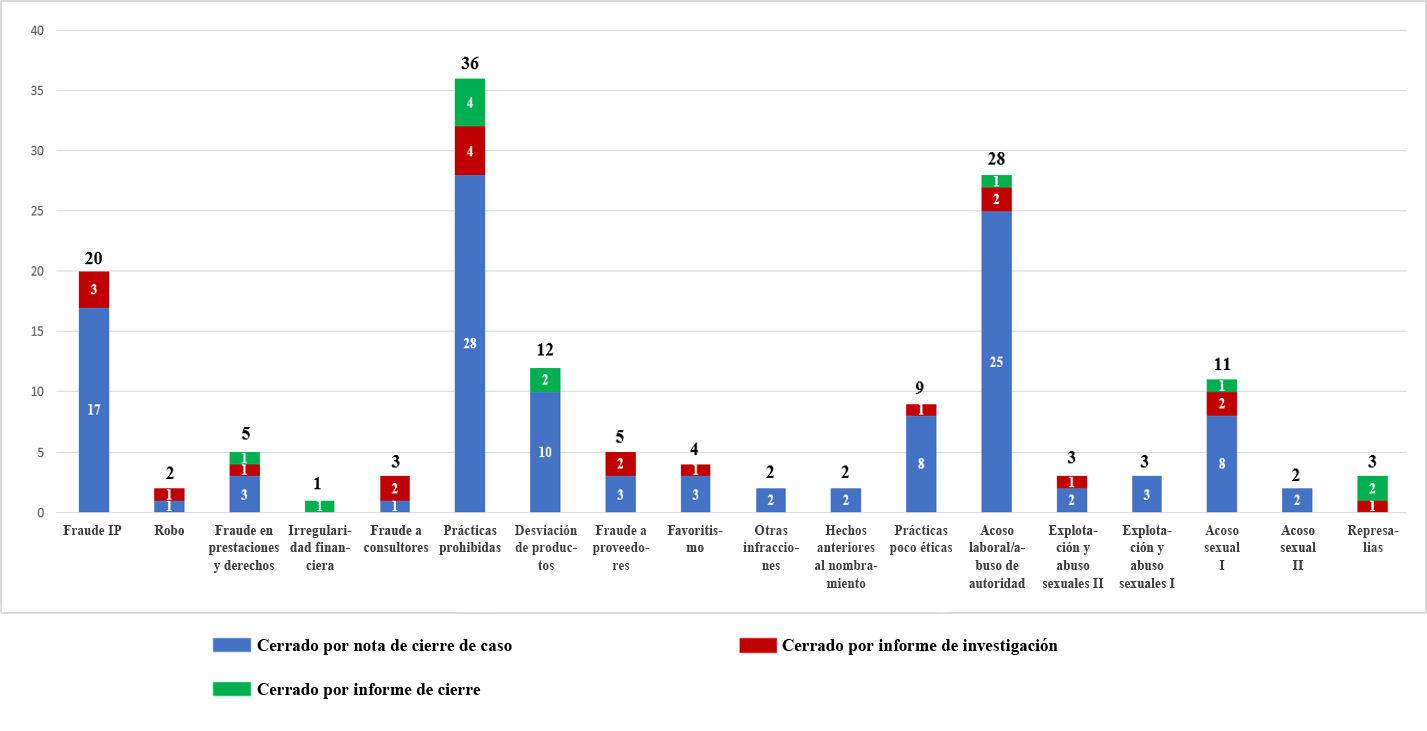 40
35
30
25
20
15
10
5
0
20
3
17
2
1
1
5
1
1
3
1
1
3
2
1
36
4
4
28
12
2
10
5
2
3
4
1
3
2
2
2
2
9
1
8
28
1
2
25
3
1
2
3
3
11
1
2
8
2
2
3
2
1
Fraude IP
Robo
Fraude en
prestaciones
y derechos
Irregulari-
dad finan-
ciera
Fraude a
consultores
Prácticas
prohibidas
Desviación
de produc-
tos
Fraude a
proveedo-
res
Favoritis-
mo
Otras
infraccio-
nes
Hechos
anteriores
al nombra-
miento
Prácticas
poco éticas
Acoso
laboral/a-
buso de
autoridad
Explota-
ción y
abuso
sexuales II
Explota-
ción y
abuso
sexuales I
Acoso
sexual
I
Acoso
sexual
II
Represa-
lias
Cerrado por nota de cierre de caso
Cerrado por informe de investigación
Cerrado por informe de cierre